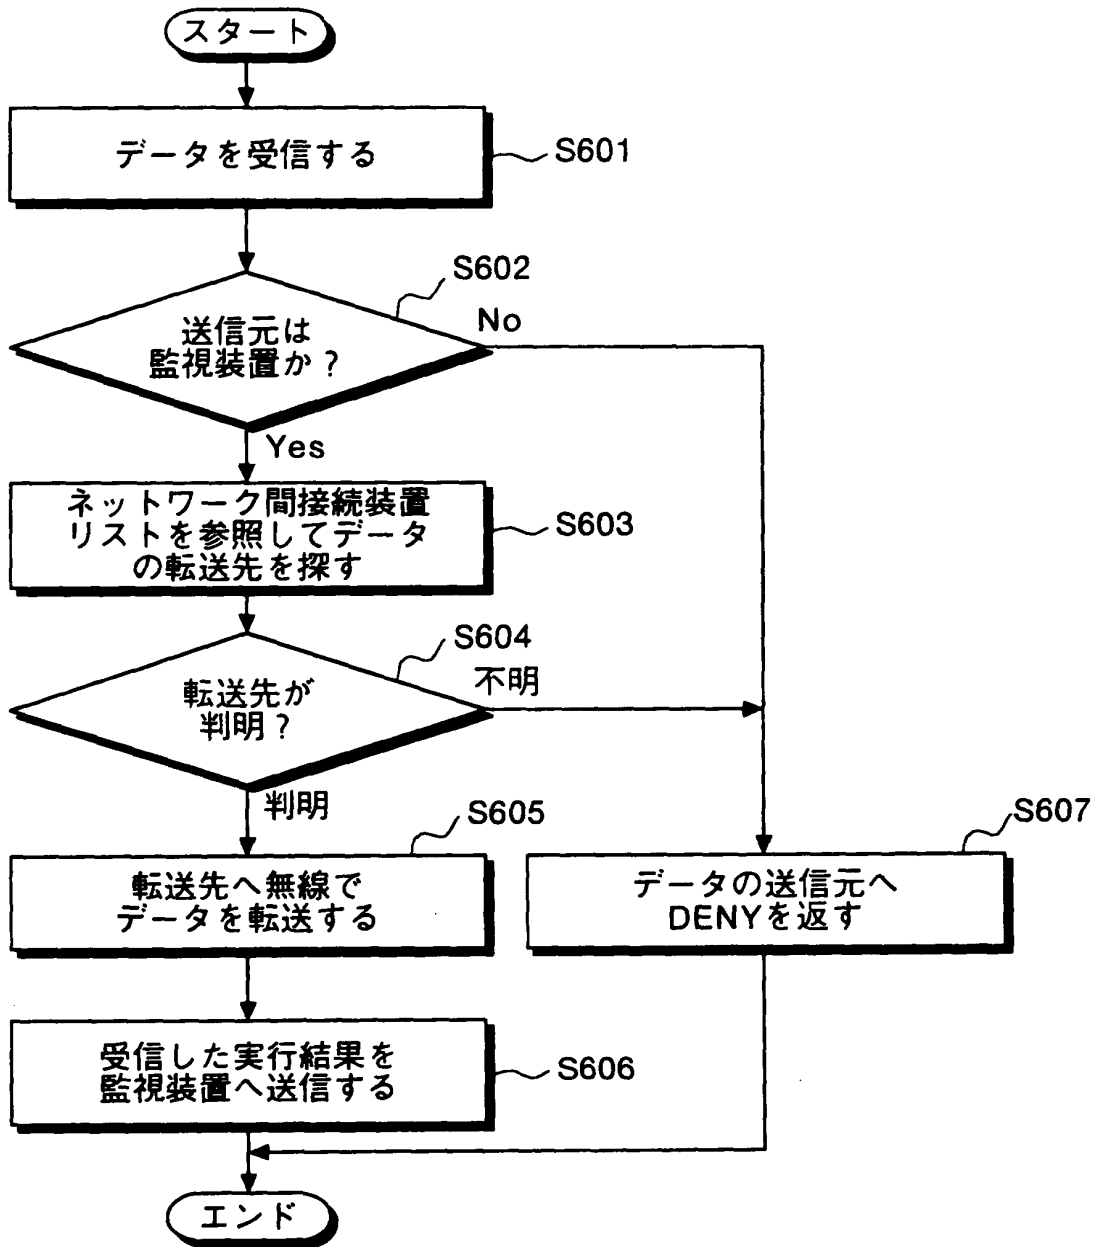 スタート
データを受信する
S601
S602
送信元は
監視装置か?
No
Yes
ネットワーク間接続装置
リストを参照してデータ
の転送先を探す
S603
S604
転送先が
判明?
不明
判明
S605
転送先へ無線で
データを転送する
S607
データの送信元へ
DENYを返す
受信した実行結果を
監視装置へ送信する
S606
エンド